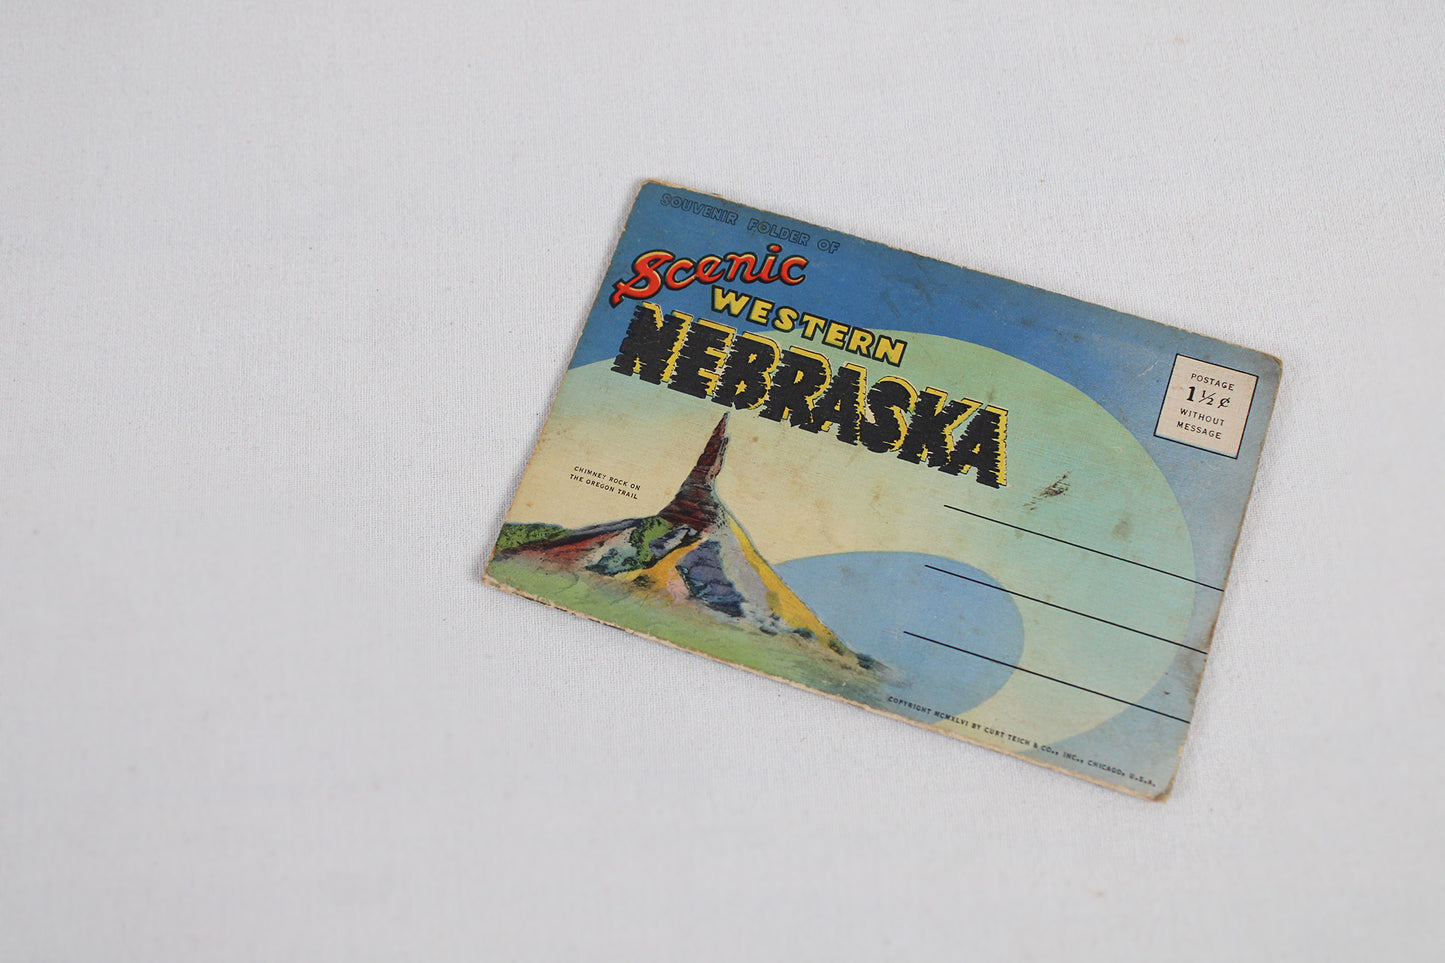 SOUVENIR FOLDER OF
Scenic
WESTERN
NEBRASKA
POSTAGE
1½¢
WITHOUT
MESSAGE
CHIMNEY ROCK ON
THE OREGON TRAIL
COPYRIGHT MCMXLVI BY CURT TEICH & CO., INC., CHICAGO, U.S.A.